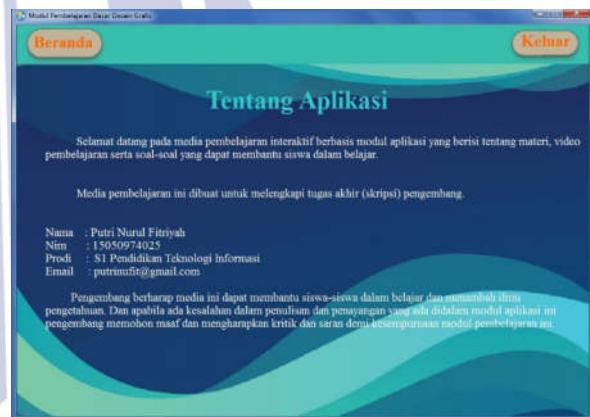 Modul Pembelajaran Dasar Desain Grafis
Beranda
Keluar
Tentang Aplikasi
Selamat datang pada media pembelajaran interaktif berbasis modul aplikasi yang berisi tentang materi, video
pembelajaran serta soal-soal yang dapat membantu siswa dalam belajar.
Media pembelajaran ini dibuat untuk melengkapi tugas akhir (skripsi) pengembang.
Nama : Putri Nurul Fitriyah
Nim : 15050974025
Prodi : S1 Pendidikan Teknologi Informasi
Email : putrinufit@gmail.com
Pengembang berharap media ini dapat membantu siswa-siswa dalam belajar dan menambah ilmu
pengetahuan. Dan apabila ada kesalahan dalam penulisan dan penayangan yang ada didalam modul aplikasi ini
pengembang memohon maaf dan mengharapkan kritik dan saran demi kesempurnaan modul pembelajaran ini.